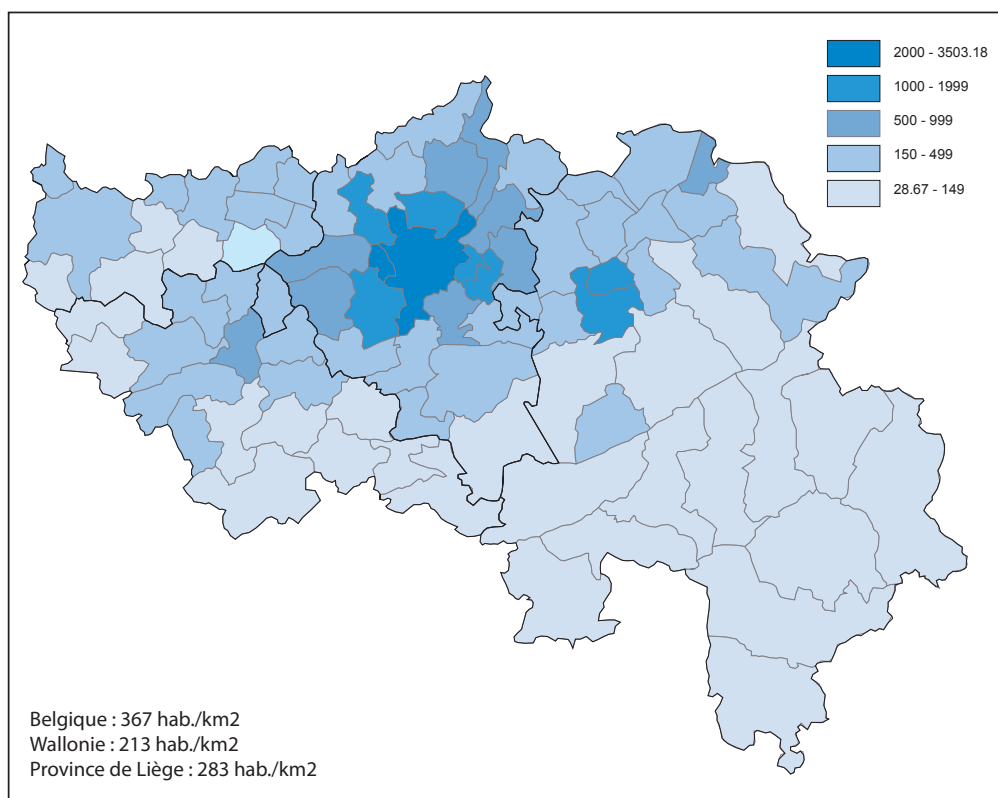 2000 - 3503.18
1000 - 1999
500 - 999
150 - 499
28.67 - 149
Belgique : 367 hab./km2
Wallonie : 213 hab./km2
Province de Liège : 283 hab./km2